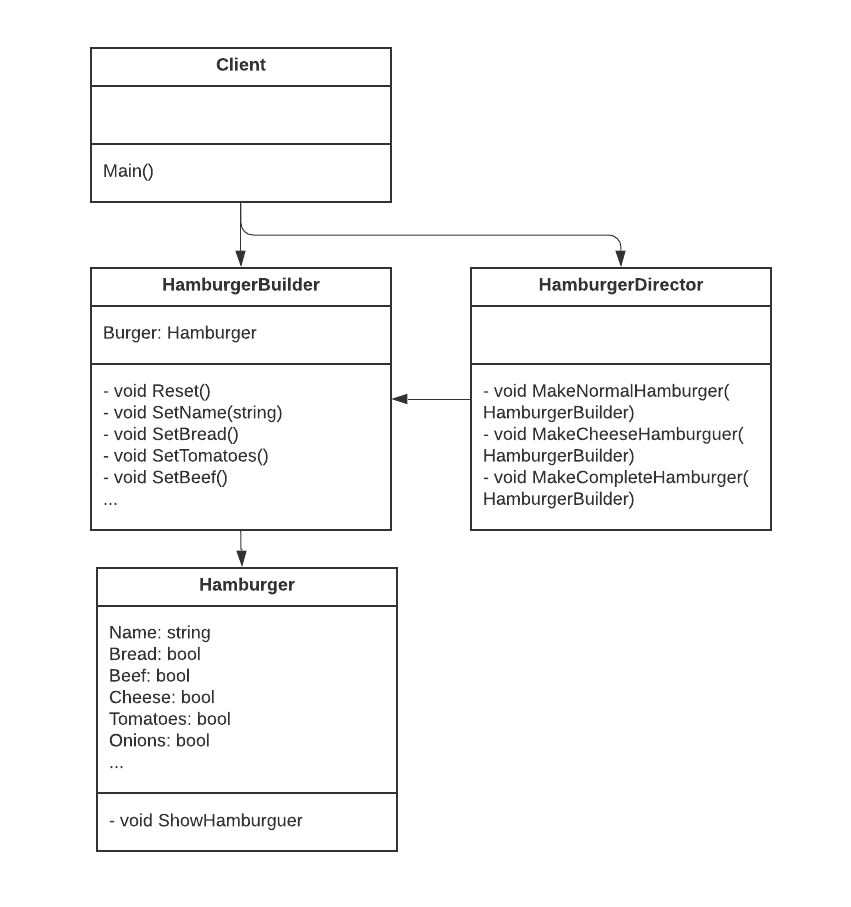 Client
Main()
HamburgerBuilder
Burger: Hamburger
- void Reset()
- void SetName(string)
- void SetBread()
- void SetTomatoes()
- void SetBeef()
...
HamburgerDirector
- void MakeNormalHamburger(
HamburgerBuilder)
- void MakeCheeseHamburguer(
HamburgerBuilder)
- void MakeCompleteHamburger(
HamburgerBuilder)
Hamburger
Name: string
Bread: bool
Beef: bool
Cheese: bool
Tomatoes: bool
Onions: bool
...
- void ShowHamburguer